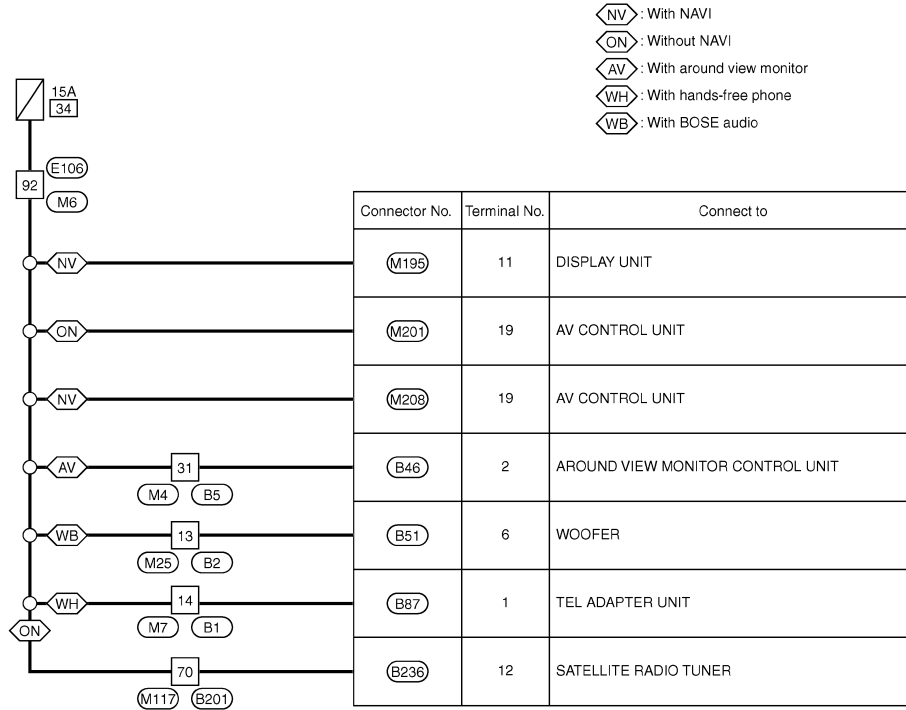 NV : With NAVI
ON : Without NAVI
AV : With around view monitor
WH : With hands-free phone
WB : With BOSE audio
15A
34
E106
92
M6
Connector No. Terminal No. Connect to
NV M195 11 DISPLAY UNIT
ON M201 19 AV CONTROL UNIT
NV M208 19 AV CONTROL UNIT
AV 31 B46 2 AROUND VIEW MONITOR CONTROL UNIT
M4 B5
WB 13 B51 6 WOOFER
M25 B2
WH 14 B87 1 TEL ADAPTER UNIT
M7 B1
ON
70 B236 12 SATELLITE RADIO TUNER
M117 B201